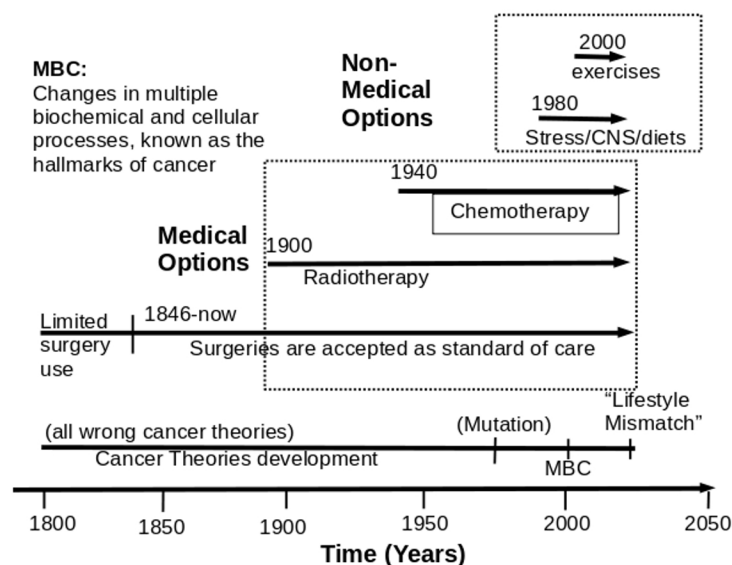 MBC:
Changes in multiple
biochemical and cellular
processes, known as the
hallmarks of cancer
Non-
Medical
Options
2000
exercises
1980
Stress/CNS/diets
1940
Chemotherapy
Medical
Options
1900
Radiotherapy
Limited
surgery
use
1846-now
Surgeries are accepted as standard of care
“Lifestyle
Mismatch”
(all wrong cancer theories)
(Mutation)
Cancer Theories development
MBC
1800
1850
1900
1950
2000
2050
Time (Years)